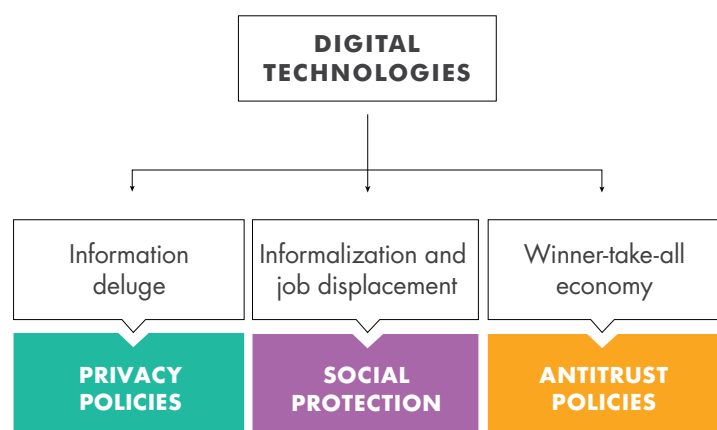 DIGITAL
TECHNOLOGIES
Information
deluge
Informalization and
job displacement
Winner-take-all
economy
PRIVACY
POLICIES
SOCIAL
PROTECTION
ANTITRUST
POLICIES